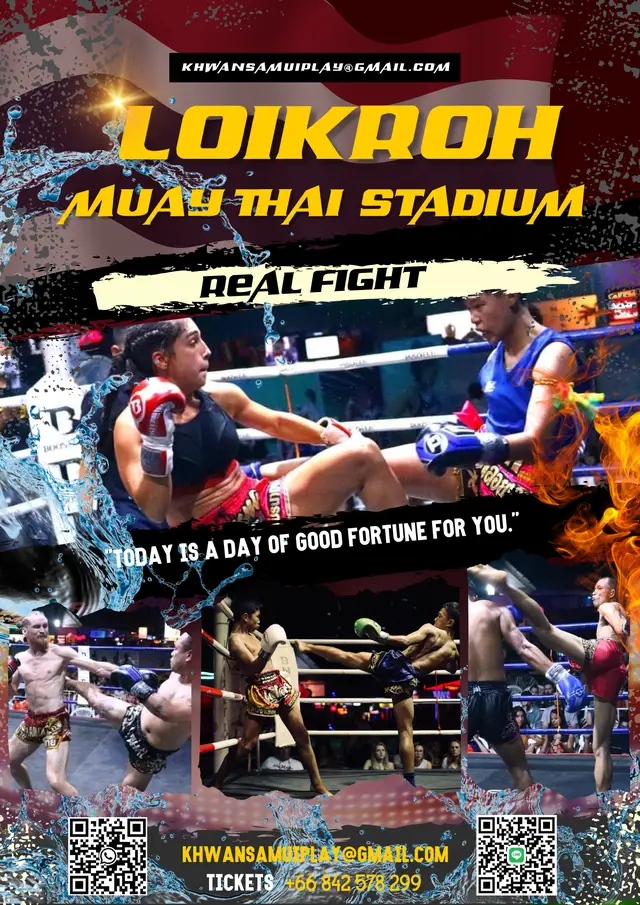 KHWANSAMUIPLAY@GMAIL.COM
LOIKROH
MUAY THAI STADIUM
REAL FIGHT
"TODAY IS A DAY OF GOOD FORTUNE FOR YOU."
KHWANSAMUIPLAY@GMAIL.COM
TICKETS +66 842 578 299